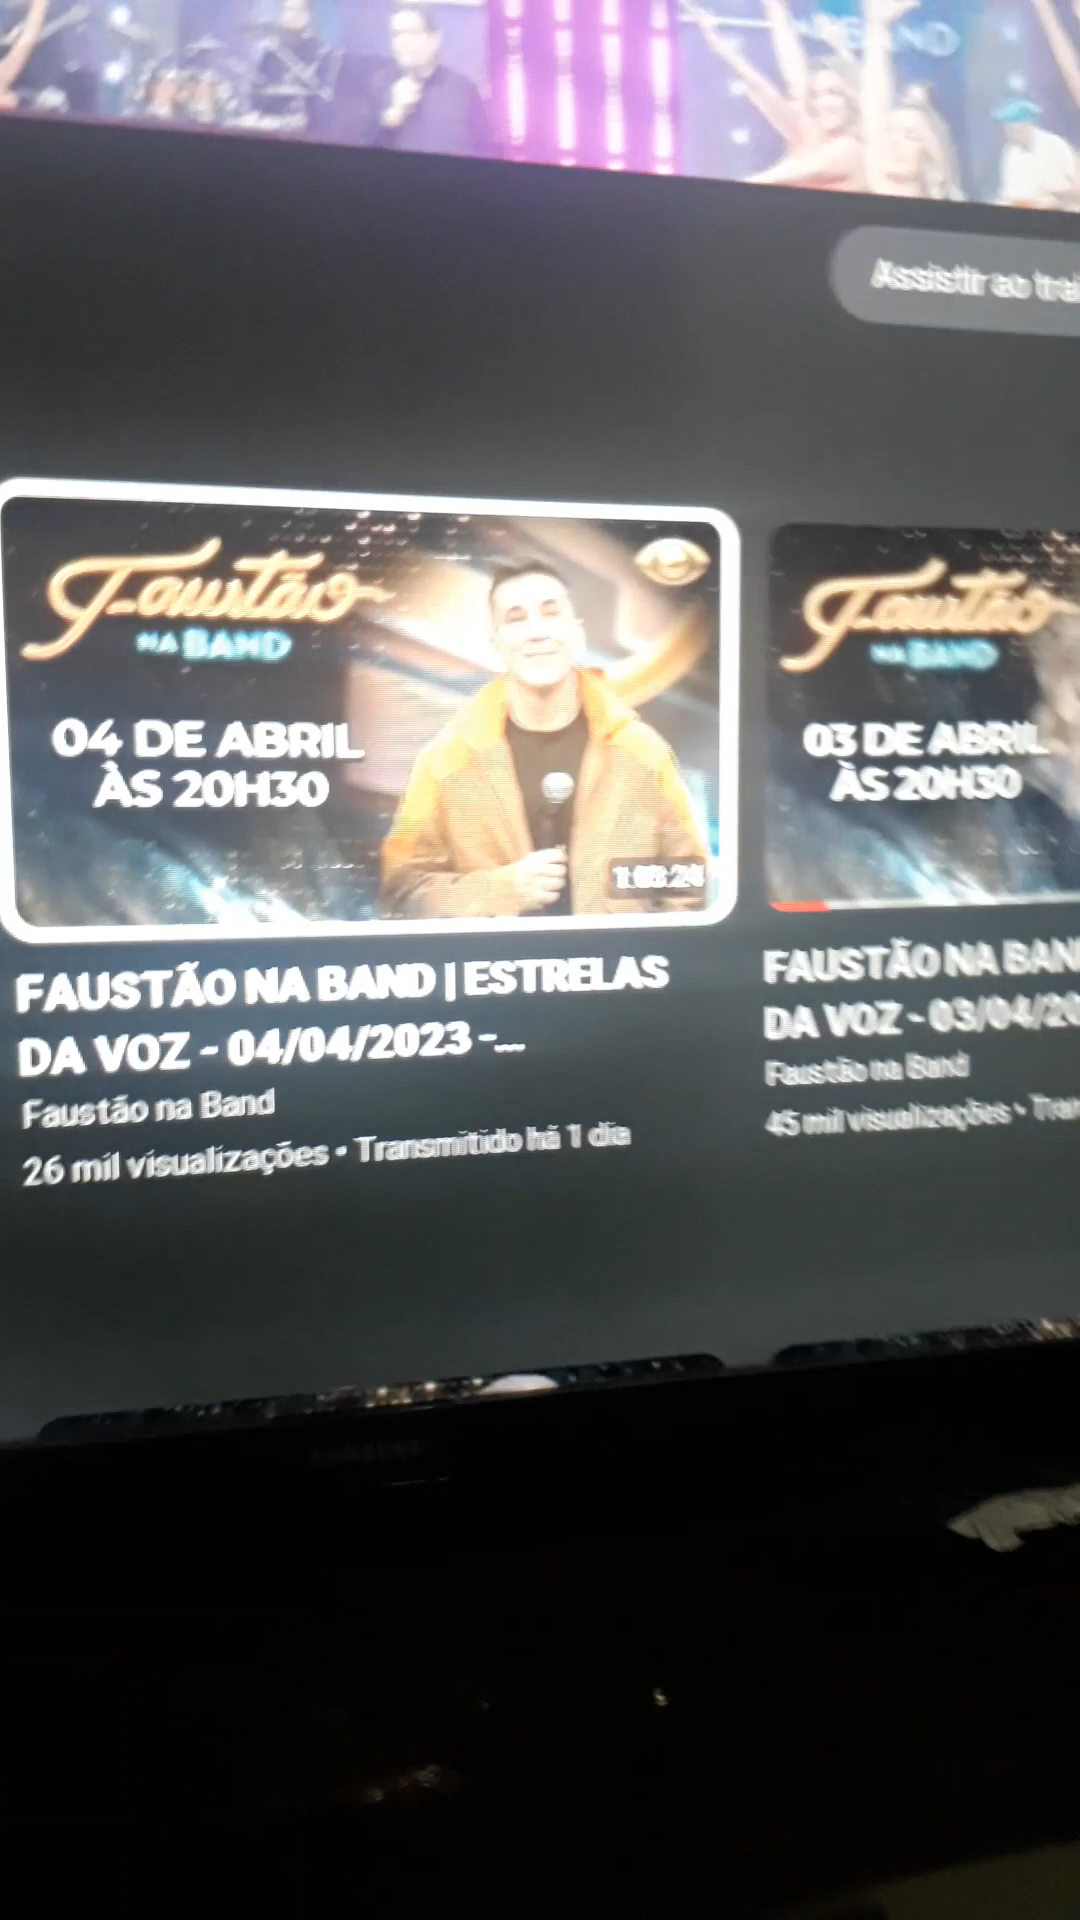 Assistir ao trai
Faustão
NA BAND
04 DE ABRIL
ÀS 20H30
FAUSTÃO NA BAND | ESTRELAS
DA VOZ - 04/04/2023 -...
Faustão na Band
26 mil visualizações • Transmitido há 1 dia
Faustão
NA BAND
03 DE ABRIL
ÀS 20H30
FAUSTÃO NA BAN
DA VOZ - 03/04/20
Faustão na Band
45 mil visualizações • Tran